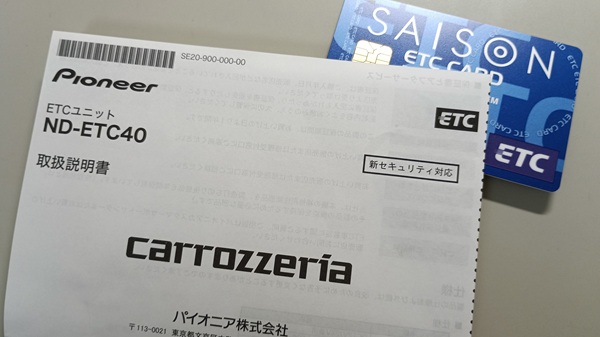 SE20-900-000-00
Pioneer
ETCユニット
ND-ETC40
取扱説明書
ETC
新セキュリティ対応
carrozzeria
パイオニア株式会社
〒113-0021
SAISON
ETC CARD
ETC